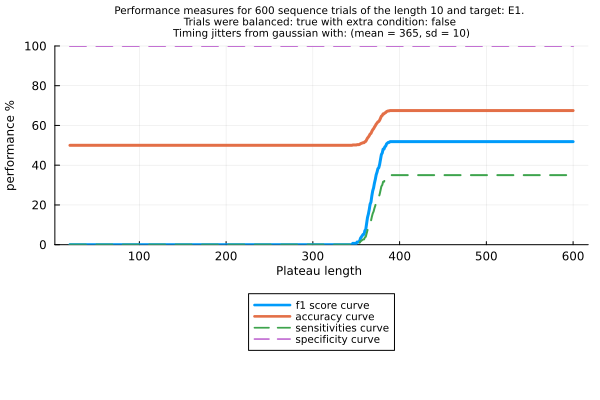 Performance measures for 600 sequence trials of the length 10 and target: E1.
Trials were balanced: true with extra condition: false
Timing jitters from gaussian with: (mean = 365, sd = 10)
100
80
60
40
20
0
performance %
100 200 300 400 500 600
Plateau length
f1 score curve
accuracy curve
sensitivities curve
specificity curve